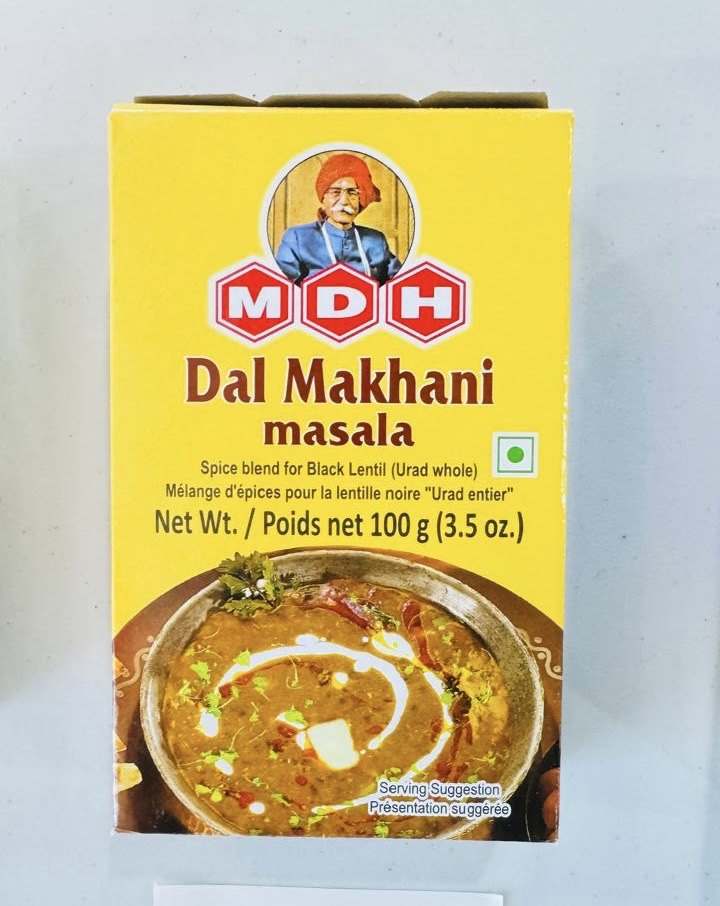 MDH
Dal Makhani
masala
Spice blend for Black Lentil (Urad whole)
Mélange d'épices pour la lentille noire "Urad entier"
Net Wt. / Poids net 100 g (3.5 oz.)
Serving Suggestion
Présentation suggérée